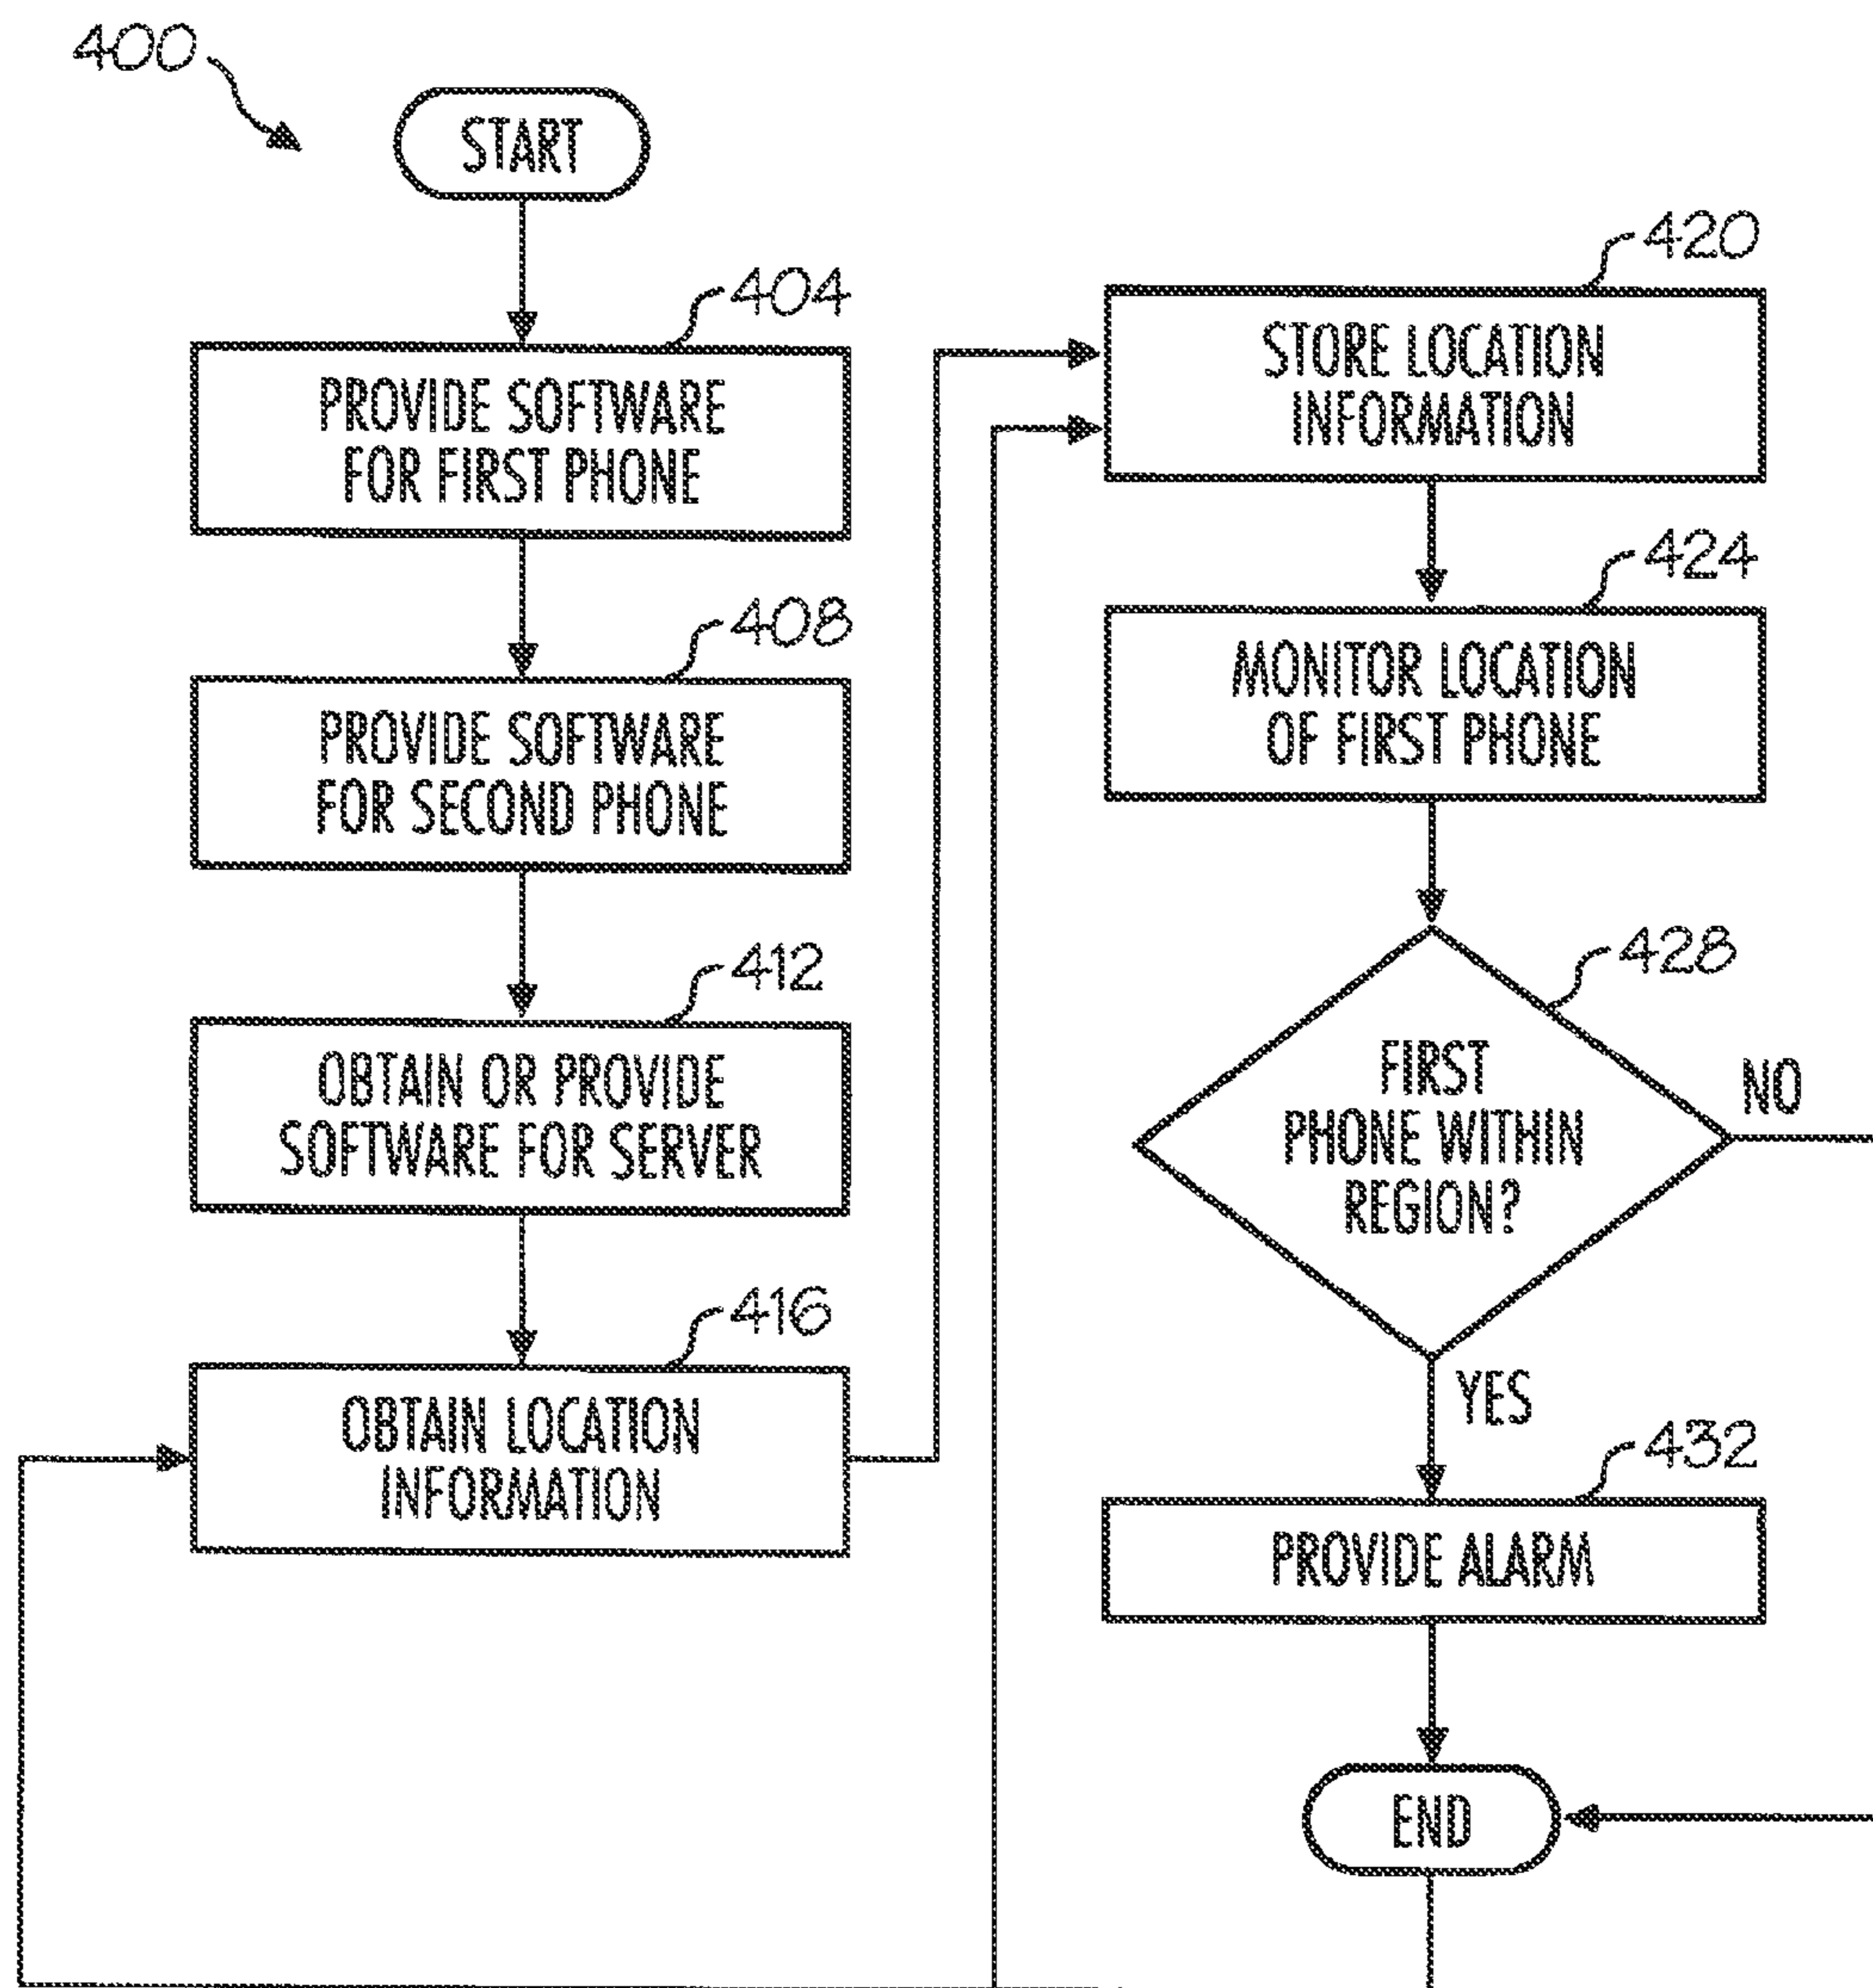 400
START
404
PROVIDE SOFTWARE
FOR FIRST PHONE
408
PROVIDE SOFTWARE
FOR SECOND PHONE
412
OBTAIN OR PROVIDE
SOFTWARE FOR SERVER
416
OBTAIN LOCATION
INFORMATION
420
STORE LOCATION
INFORMATION
424
MONITOR LOCATION
OF FIRST PHONE
428
FIRST
PHONE WITHIN
REGION?
NO
YES
432
PROVIDE ALARM
END